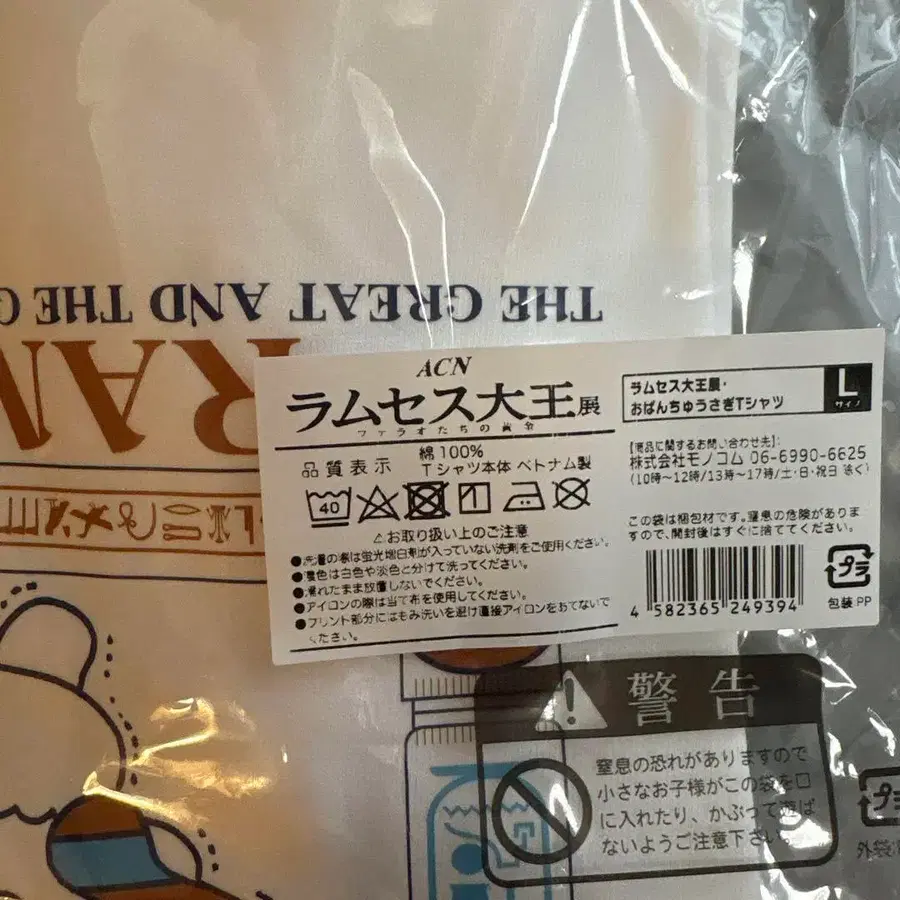 THE GREAT AND THE G
RAM
ACN
ラムセス大王展
ファラオたちの黄金
品質表示
綿100%
Tシャツ本体 ベトナム製
40
⚠お取り扱い上のご注意
●洗濯の際は蛍光増白剤が入っていない洗剤をご使用ください。
●濃色は白色や淡色と分けて洗ってください。
●濡れたまま放置しないでください。
●アイロンの際は当て布を使用してください。
●プリント部分にはもみ洗いを避け直接アイロンをあてないで
ください。
ラムセス大王展・
おぱんちゅうさぎTシャツ
L
サイズ
【商品に関するお問い合わせ先】
株式会社モノコム 06-6990-6625
(10時〜12時/13時〜17時/土・日・祝日 除く)
この袋は梱包材です。窒息の危険がありま
すので、開封後はすぐに捨ててください。
4 582365 249394
プラ
包装:PP
警告
窒息の恐れがありますので
小さなお子様がこの袋を口
に入れたり、かぶって遊ば
ないようご注意下さい。
プラ
外袋